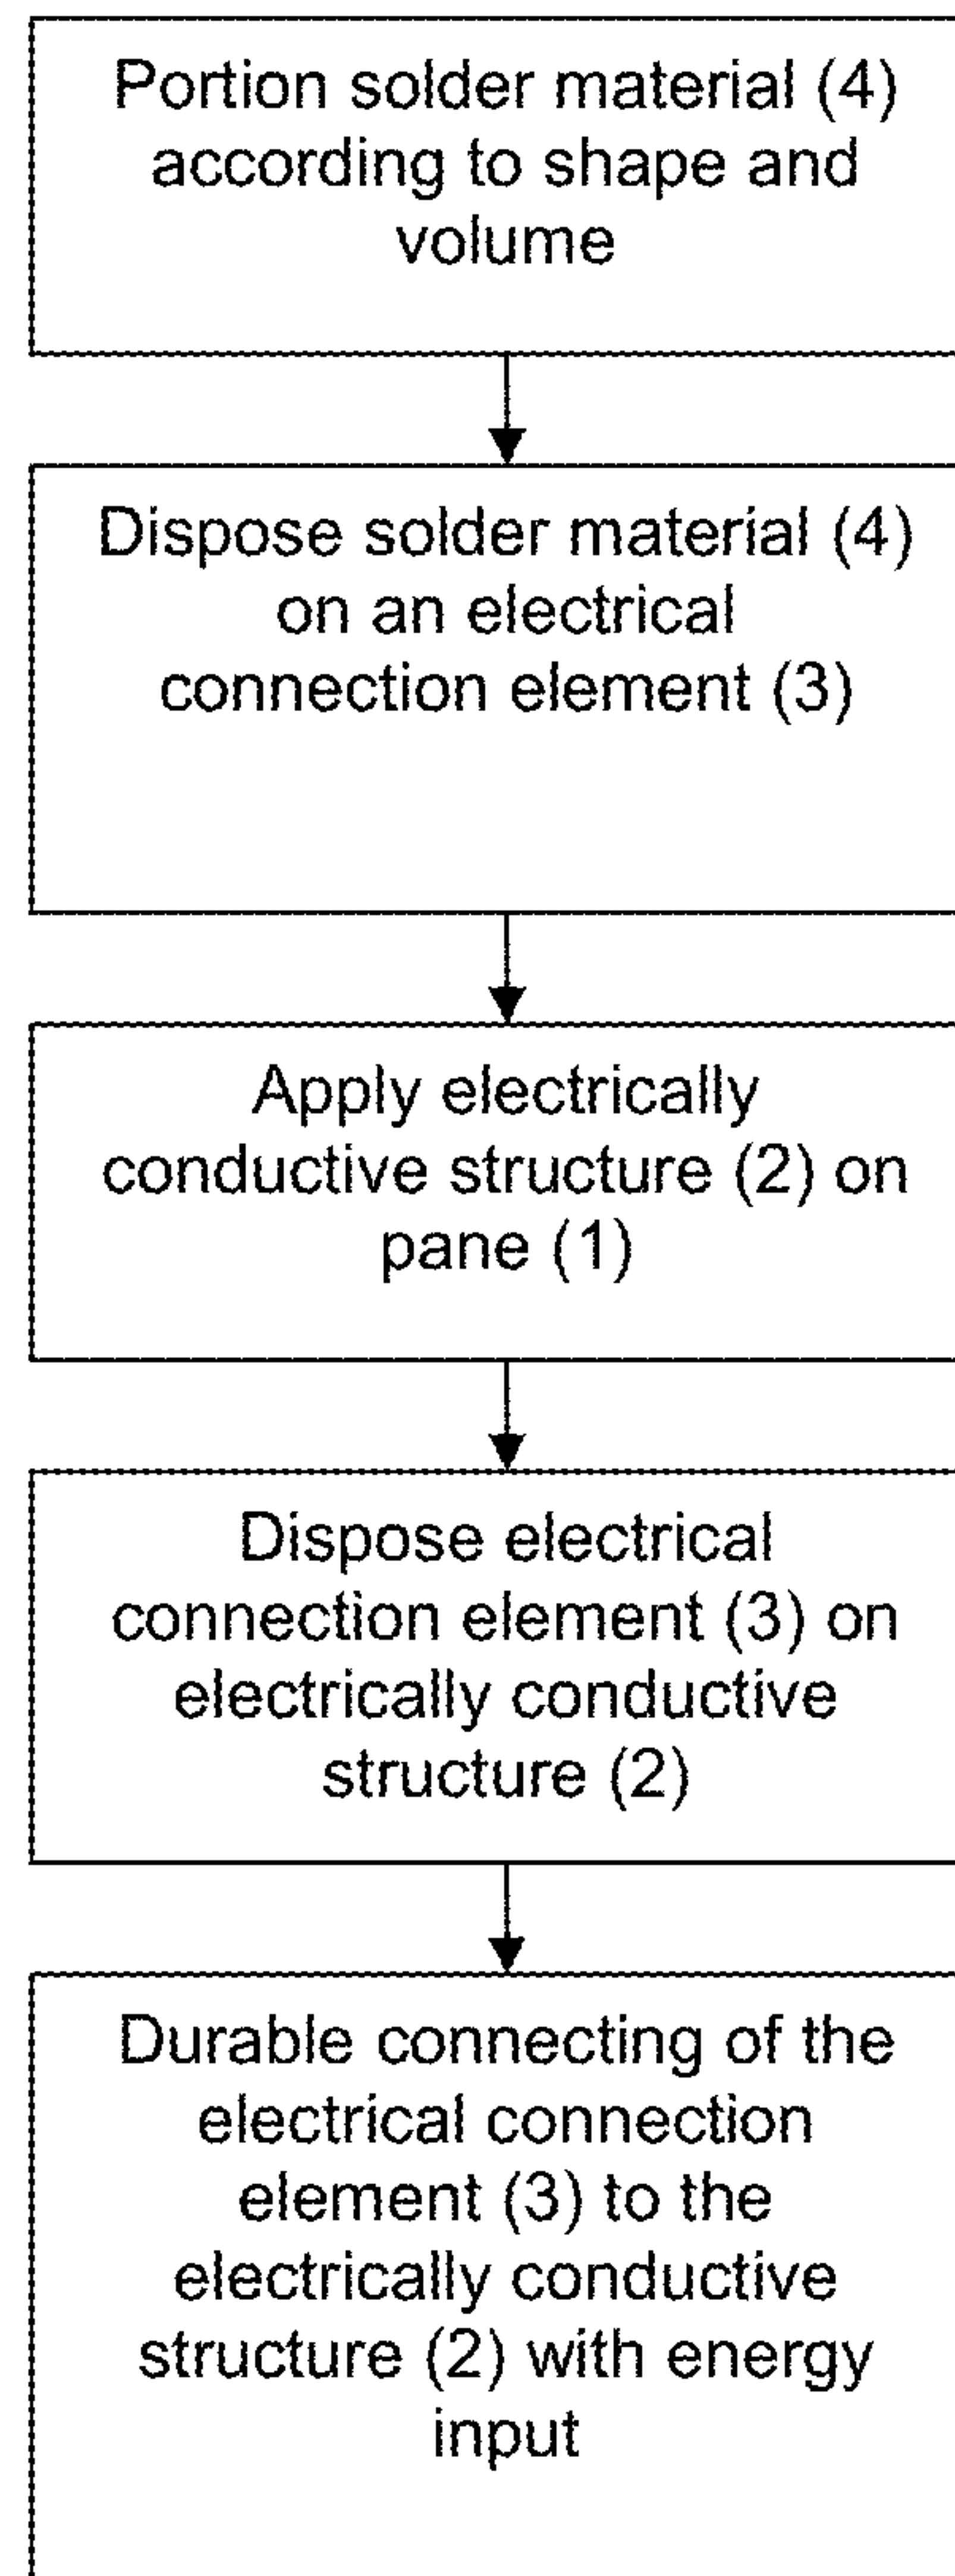 Portion solder material (4)
according to shape and
volume
Dispose solder material (4)
on an electrical
connection element (3)
Apply electrically
conductive structure (2) on
pane (1)
Dispose electrical
connection element (3) on
electrically conductive
structure (2)
Durable connecting of the
electrical connection
element (3) to the
electrically conductive
structure (2) with energy
input